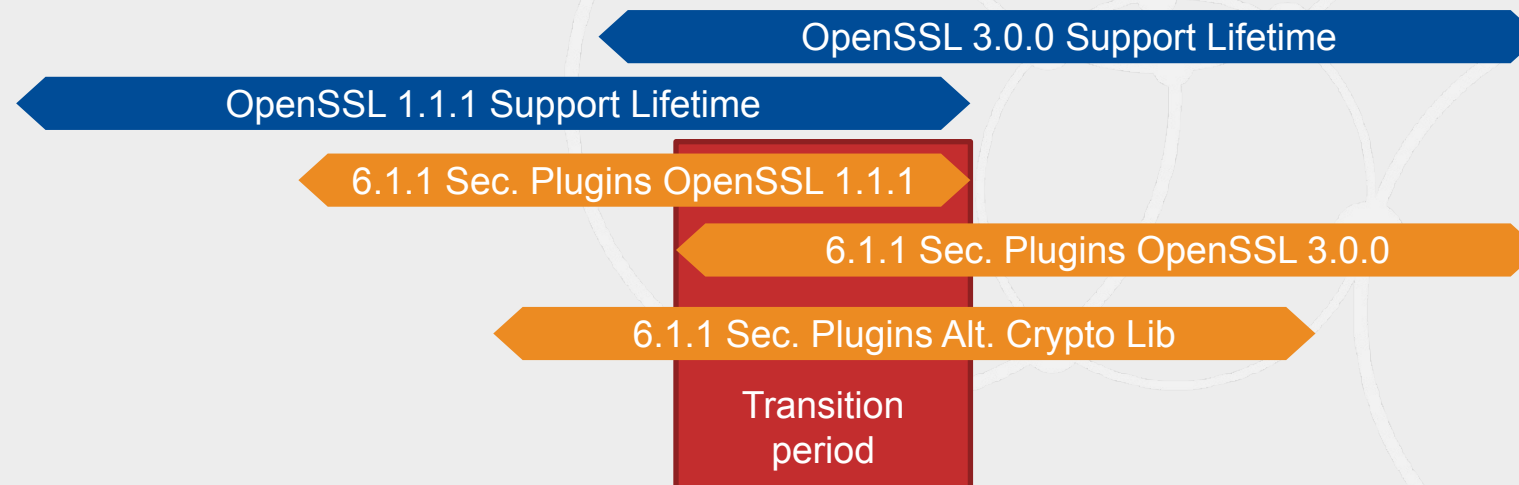 OpenSSL 3.0.0 Support Lifetime
OpenSSL 1.1.1 Support Lifetime
6.1.1 Sec. Plugins OpenSSL 1.1.1
6.1.1 Sec. Plugins OpenSSL 3.0.0
6.1.1 Sec. Plugins Alt. Crypto Lib
Transition
period